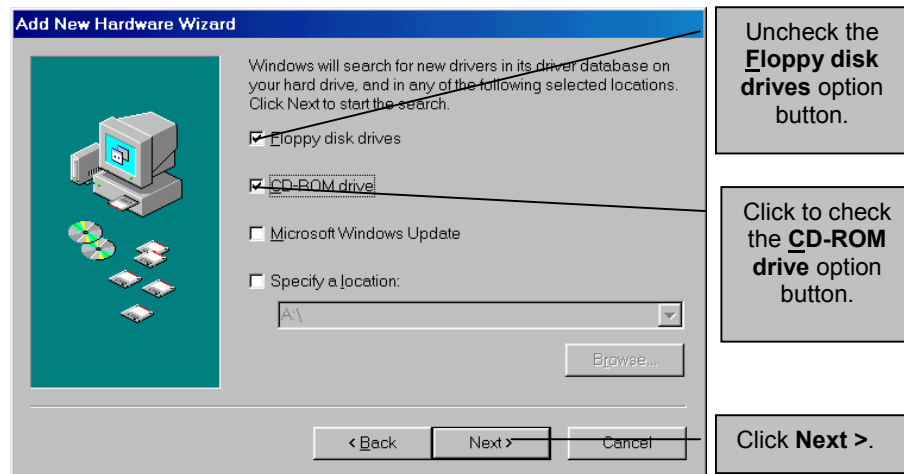 Add New Hardware Wizard
Windows will search for new drivers in its driver database on
your hard drive, and in any of the following selected locations.
Click Next to start the search.
Floppy disk drives
CD-ROM drive
Microsoft Windows Update
Specify a location:
A:\
Browse...
< Back
Next >
Cancel
Uncheck the
Floppy disk
drives option
button.
Click to check
the CD-ROM
drive option
button.
Click Next >.